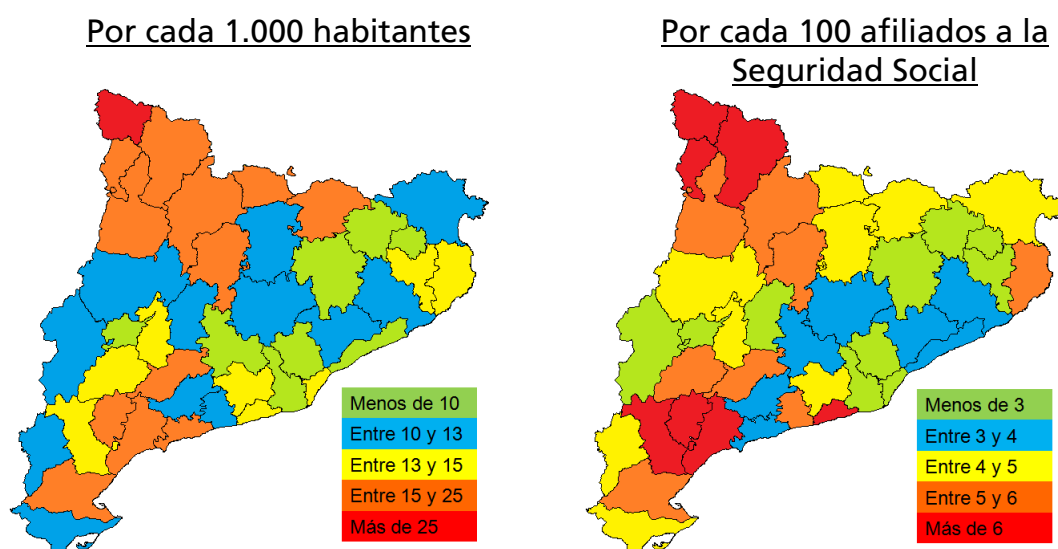 Por cada 1.000 habitantes
Por cada 100 afiliados a la
Seguridad Social
Menos de 10
Entre 10 y 13
Entre 13 y 15
Entre 15 y 25
Más de 25
Menos de 3
Entre 3 y 4
Entre 4 y 5
Entre 5 y 6
Más de 6